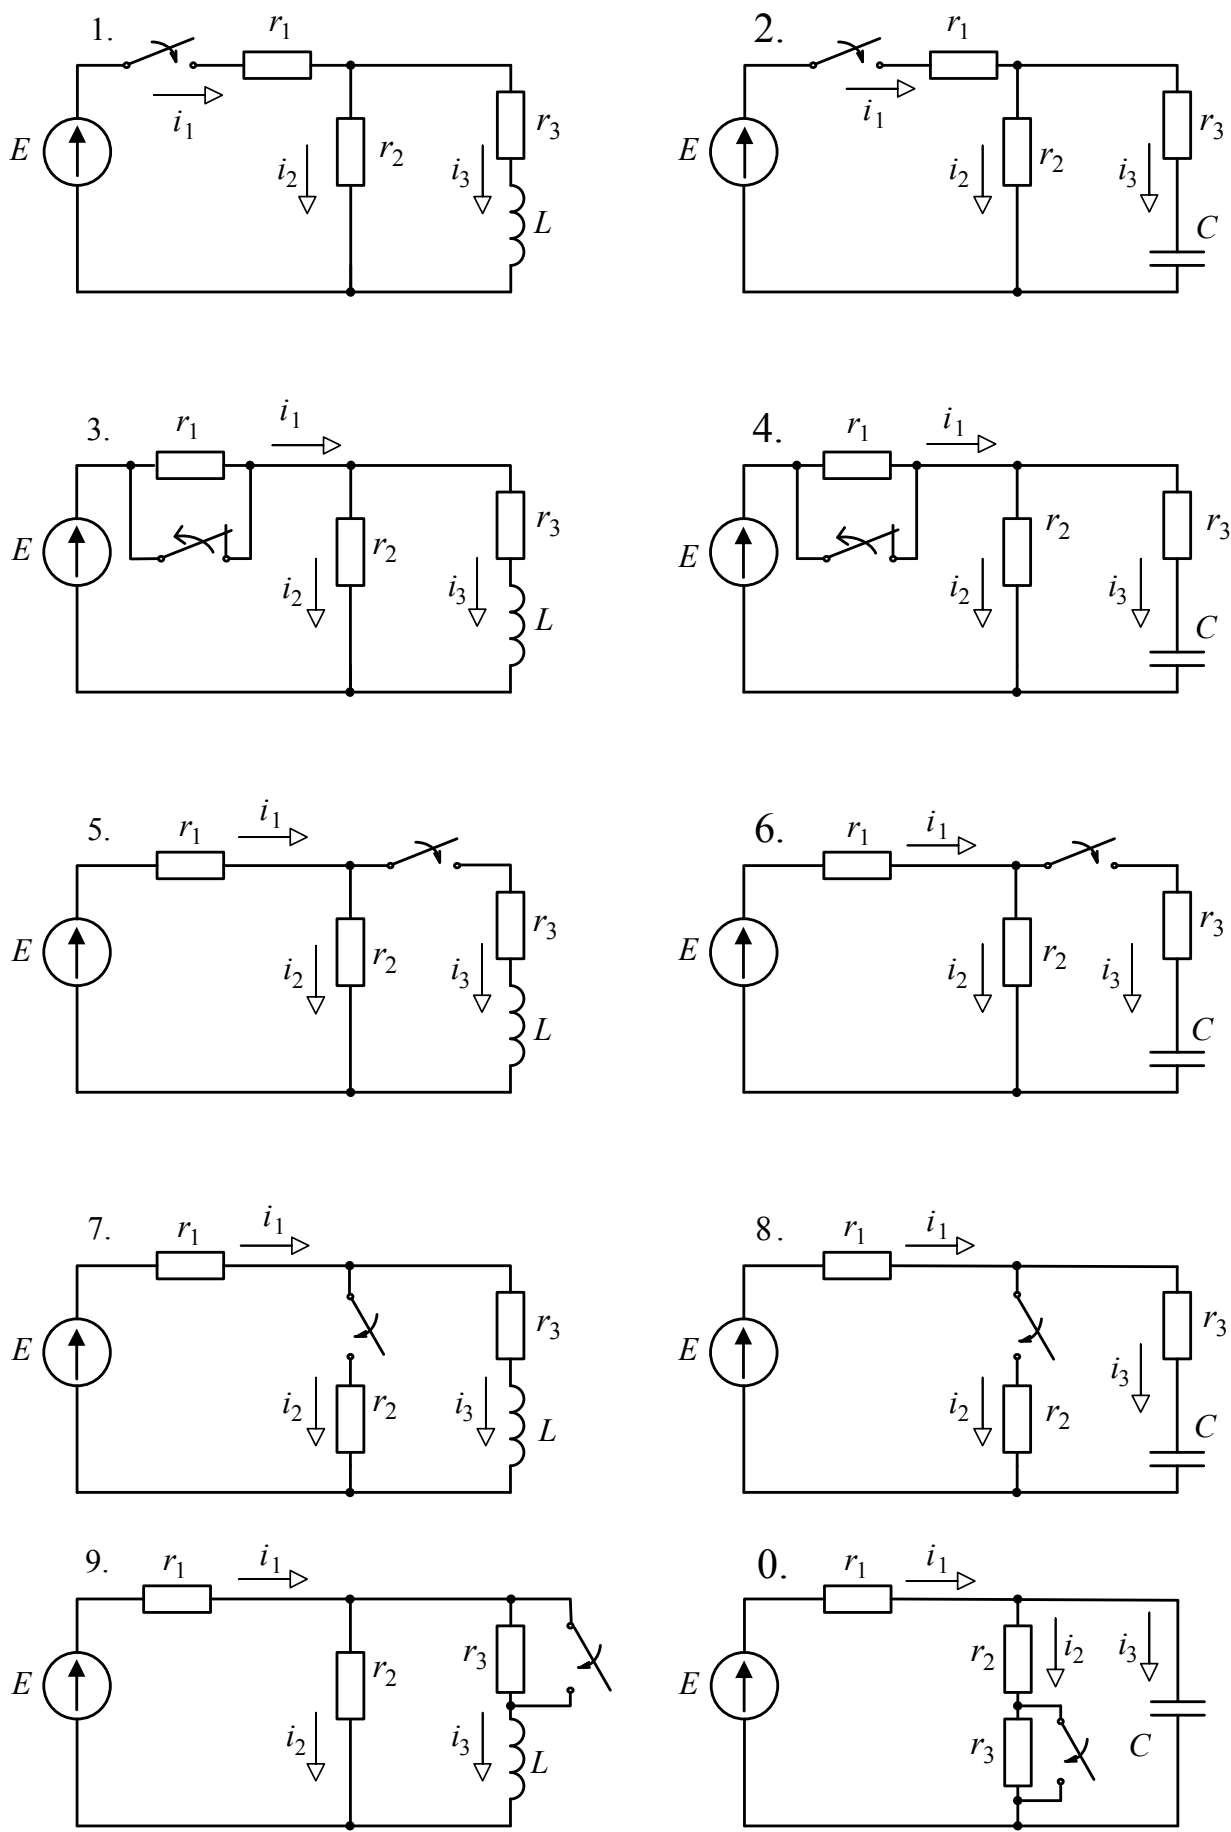 1. r1
i1
E
i2
r2
i3
r3
L
2. r1
i1
E
i2
r2
i3
r3
C
3. r1 i1
E
i2
r2
i3
r3
L
4. r1 i1
E
i2
r2
i3
r3
C
5. r1 i1
E
i2
r2
i3
r3
L
6. r1 i1
E
i2
r2
i3
r3
C
7. r1 i1
E
i2
r2
i3
r3
L
8. r1 i1
E
i2
r2
i3
r3
C
9. r1 i1
E
i2
r2
r3
i3
L
0. r1 i1
E
r2
i2
i3
r3
C